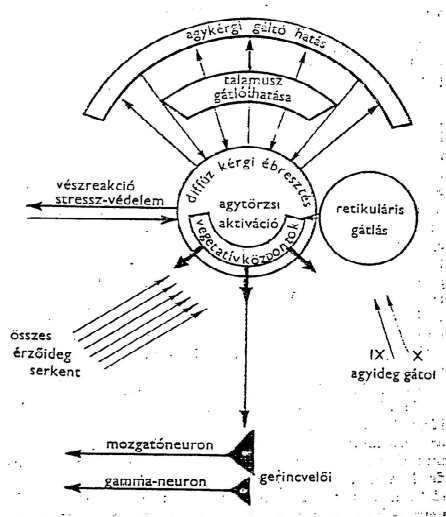 agykérgi gátló hatás
talamusz
gátlóhatása
diffúz kérgi ébresztés
vészreakció
stressz-védelem
agytörzsi
aktiváció
retikuláris
gátlás
vegetatív központok
összes
érzőideg
serkent
IX. X.
agyideg gátol
mozgatóneuron
gerincvelői
gamma-neuron